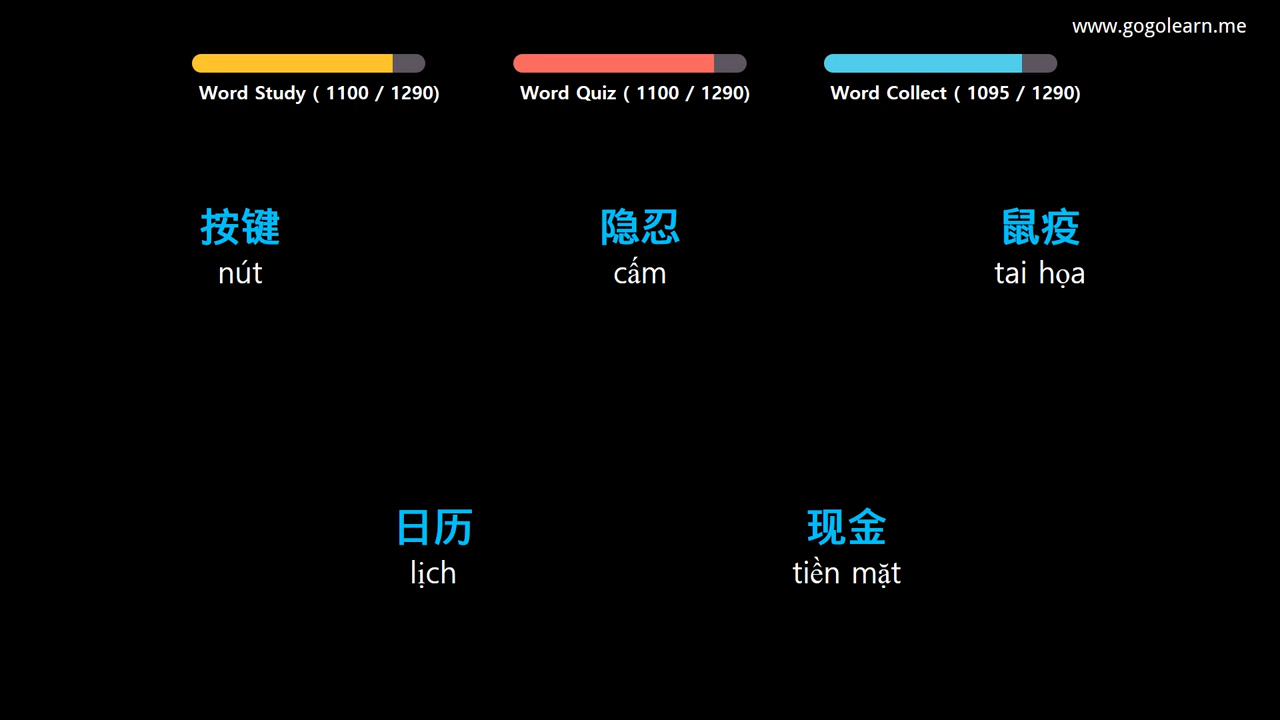 www.gogolearn.me
Word Study ( 1100 / 1290)
Word Quiz ( 1100 / 1290)
Word Collect ( 1095 / 1290)
按键
nút
隐忍
cấm
鼠疫
tai họa
日历
lịch
现金
tiền mặt